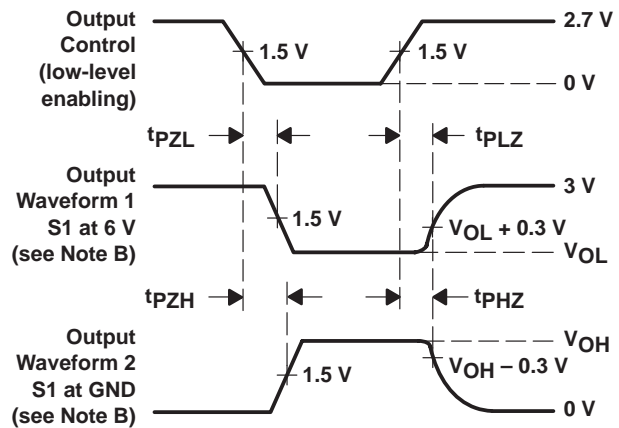 Output
Control
(low-level
enabling)
1.5 V
1.5 V
2.7 V
0 V
tPZL
tPLZ
Output
Waveform 1
S1 at 6 V
(see Note B)
1.5 V
3 V
VOL + 0.3 V
VOL
tPZH
tPHZ
Output
Waveform 2
S1 at GND
(see Note B)
1.5 V
VOH
VOH – 0.3 V
0 V